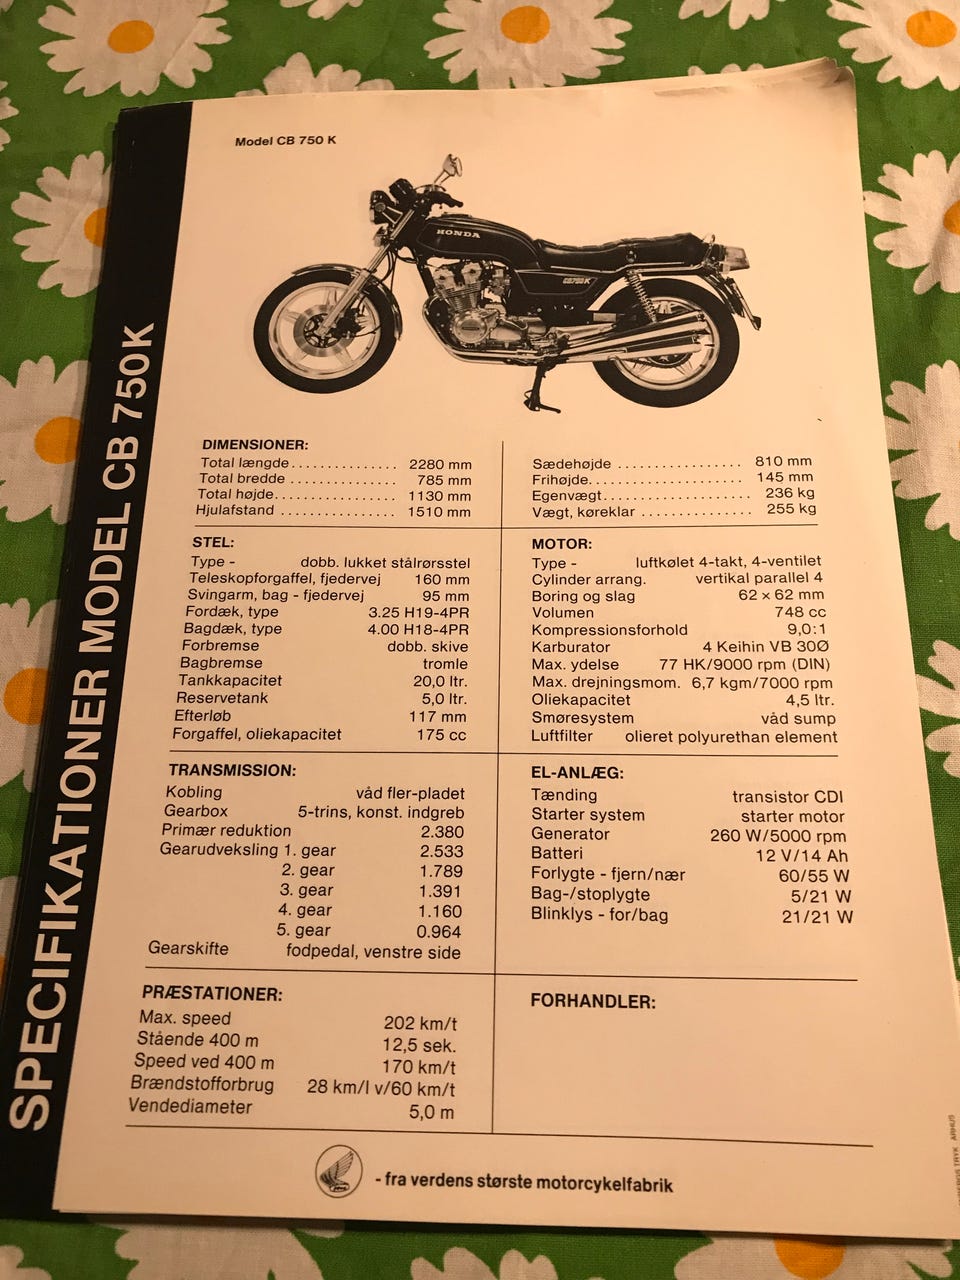 SPECIFIKATIONER MODEL CB 750K
Model CB 750 K
HONDA
CB750K
DIMENSIONER:
Total længde............... 2280 mm
Total bredde ............... 785 mm
Total højde................. 1130 mm
Hjulafstand ................ 1510 mm
Sædehøjde ................. 810 mm
Frihøjde..................... 145 mm
Egenvægt.................... 236 kg
Vægt, køreklar ............... 255 kg
STEL:
Type - dobb. lukket stålrørsstel
Teleskopforgaffel, fjedervej 160 mm
Svingarm, bag - fjedervej 95 mm
Fordæk, type 3.25 H19-4PR
Bagdæk, type 4.00 H18-4PR
Forbremse dobb. skive
Bagbremse tromle
Tankkapacitet 20,0 ltr.
Reservetank 5,0 ltr.
Efterløb 117 mm
Forgaffel, oliekapacitet 175 cc
MOTOR:
Type - luftkølet 4-takt, 4-ventilet
Cylinder arrang. vertikal parallel 4
Boring og slag 62 × 62 mm
Volumen 748 cc
Kompressionsforhold 9,0:1
Karburator 4 Keihin VB 30Ø
Max. ydelse 77 HK/9000 rpm (DIN)
Max. drejningsmom. 6,7 kgm/7000 rpm
Oliekapacitet 4,5 ltr.
Smøresystem våd sump
Luftfilter olieret polyurethan element
TRANSMISSION:
Kobling våd fler-pladet
Gearbox 5-trins, konst. indgreb
Primær reduktion 2.380
Gearudveksling 1. gear 2.533
2. gear 1.789
3. gear 1.391
4. gear 1.160
5. gear 0.964
Gearskifte fodpedal, venstre side
EL-ANLÆG:
Tænding transistor CDI
Starter system starter motor
Generator 260 W/5000 rpm
Batteri 12 V/14 Ah
Forlygte - fjern/nær 60/55 W
Bag-/stoplygte 5/21 W
Blinklys - for/bag 21/21 W
PRÆSTATIONER:
Max. speed 202 km/t
Stående 400 m 12,5 sek.
Speed ved 400 m 170 km/t
Brændstofforbrug 28 km/l v/60 km/t
Vendediameter 5,0 m
FORHANDLER:
- fra verdens største motorcykelfabrik
TRYK ÅRHUS